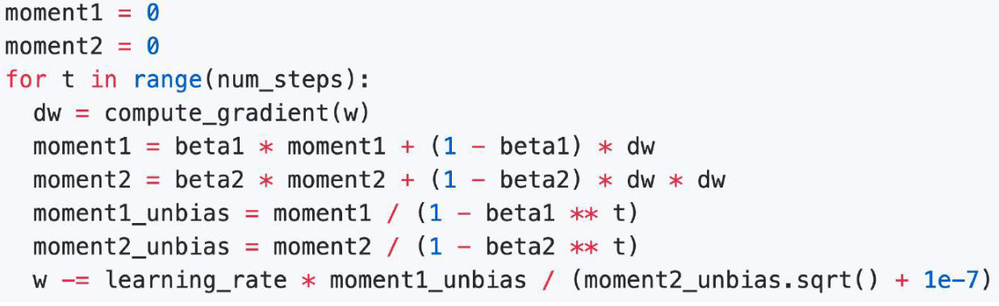 moment1 = 0
moment2 = 0
for t in range(num_steps):
  dw = compute_gradient(w)
  moment1 = beta1 * moment1 + (1 - beta1) * dw
  moment2 = beta2 * moment2 + (1 - beta2) * dw * dw
  moment1_unbias = moment1 / (1 - beta1 ** t)
  moment2_unbias = moment2 / (1 - beta2 ** t)
  w -= learning_rate * moment1_unbias / (moment2_unbias.sqrt() + 1e-7)